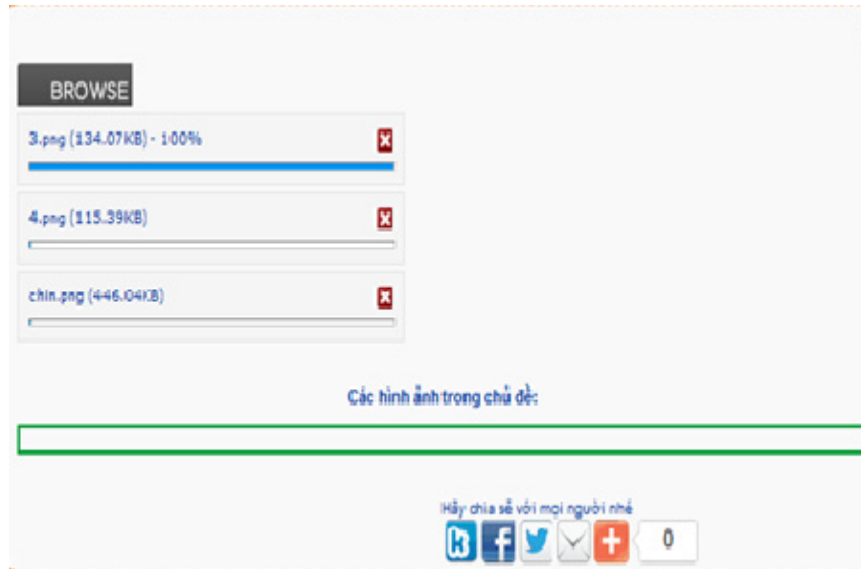 BROWSE
3.png (134.07KB) - 100%
4.png (115.39KB)
chin.png (446.04KB)
Các hình ảnh trong chủ đề:
Hãy chia sẽ với mọi người nhé
0